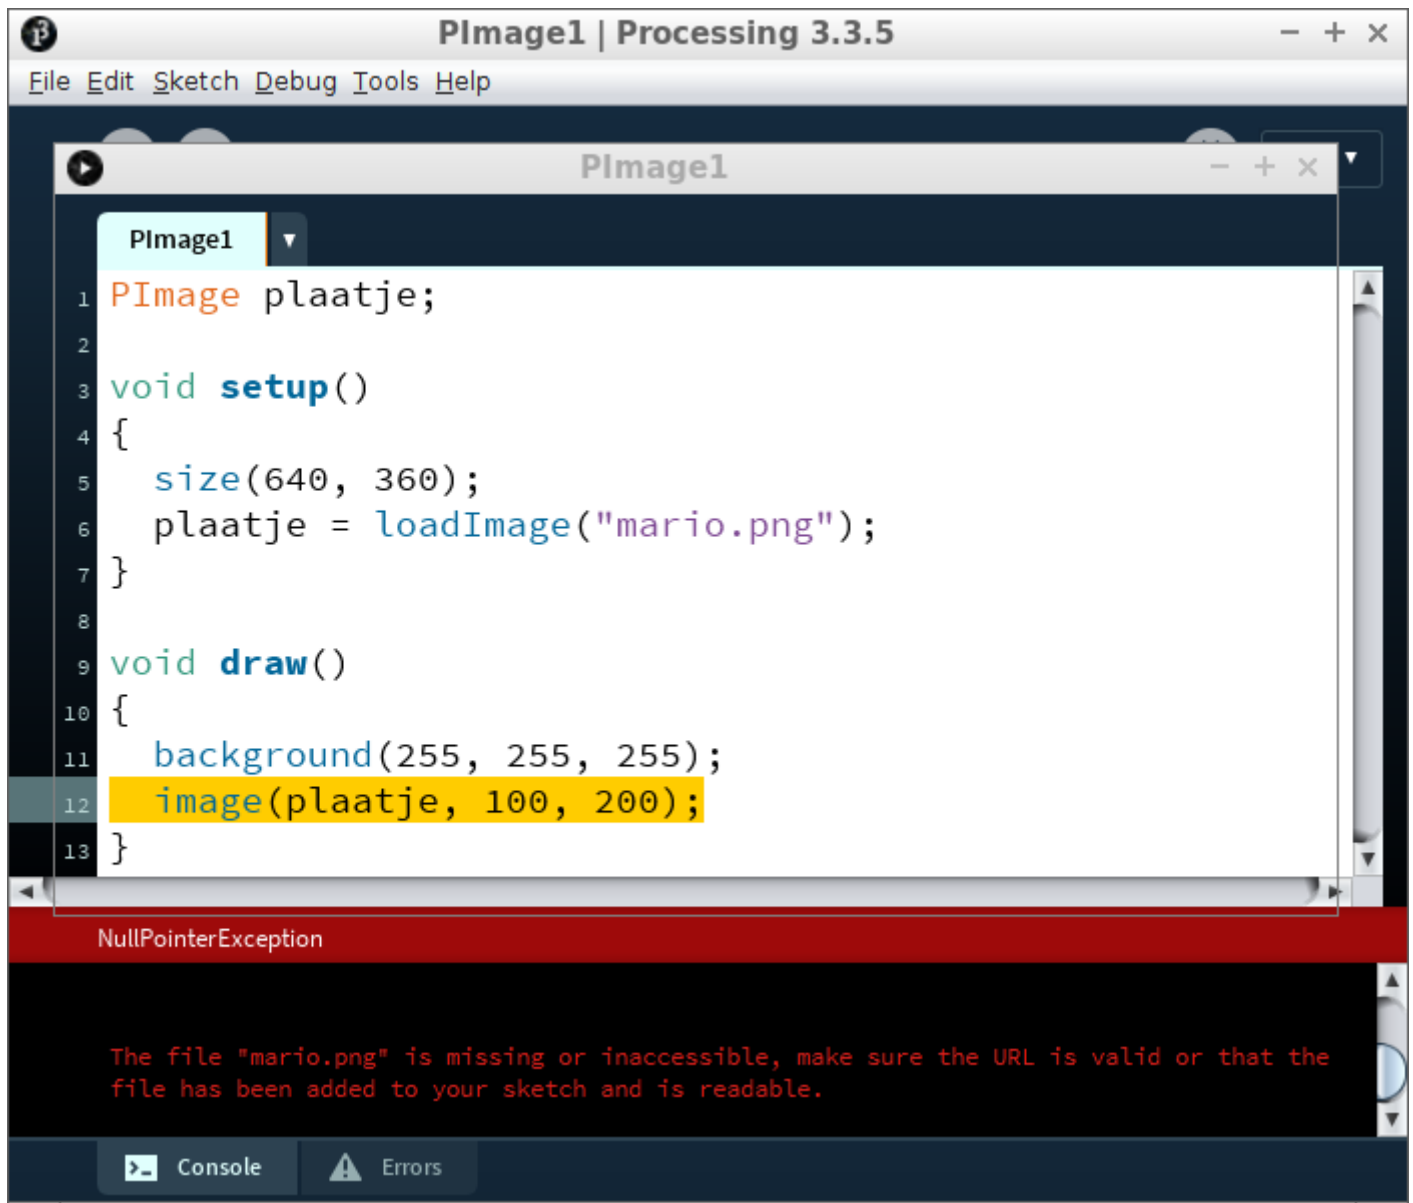 PImage1 | Processing 3.3.5
File Edit Sketch Debug Tools Help
PImage1
PImage1
1 PImage plaatje;
2
3 void setup()
4 {
5   size(640, 360);
6   plaatje = loadImage("mario.png");
7 }
8
9 void draw()
10 {
11   background(255, 255, 255);
12   image(plaatje, 100, 200);
13 }
NullPointerException
The file "mario.png" is missing or inaccessible, make sure the URL is valid or that the
file has been added to your sketch and is readable.
Console Errors